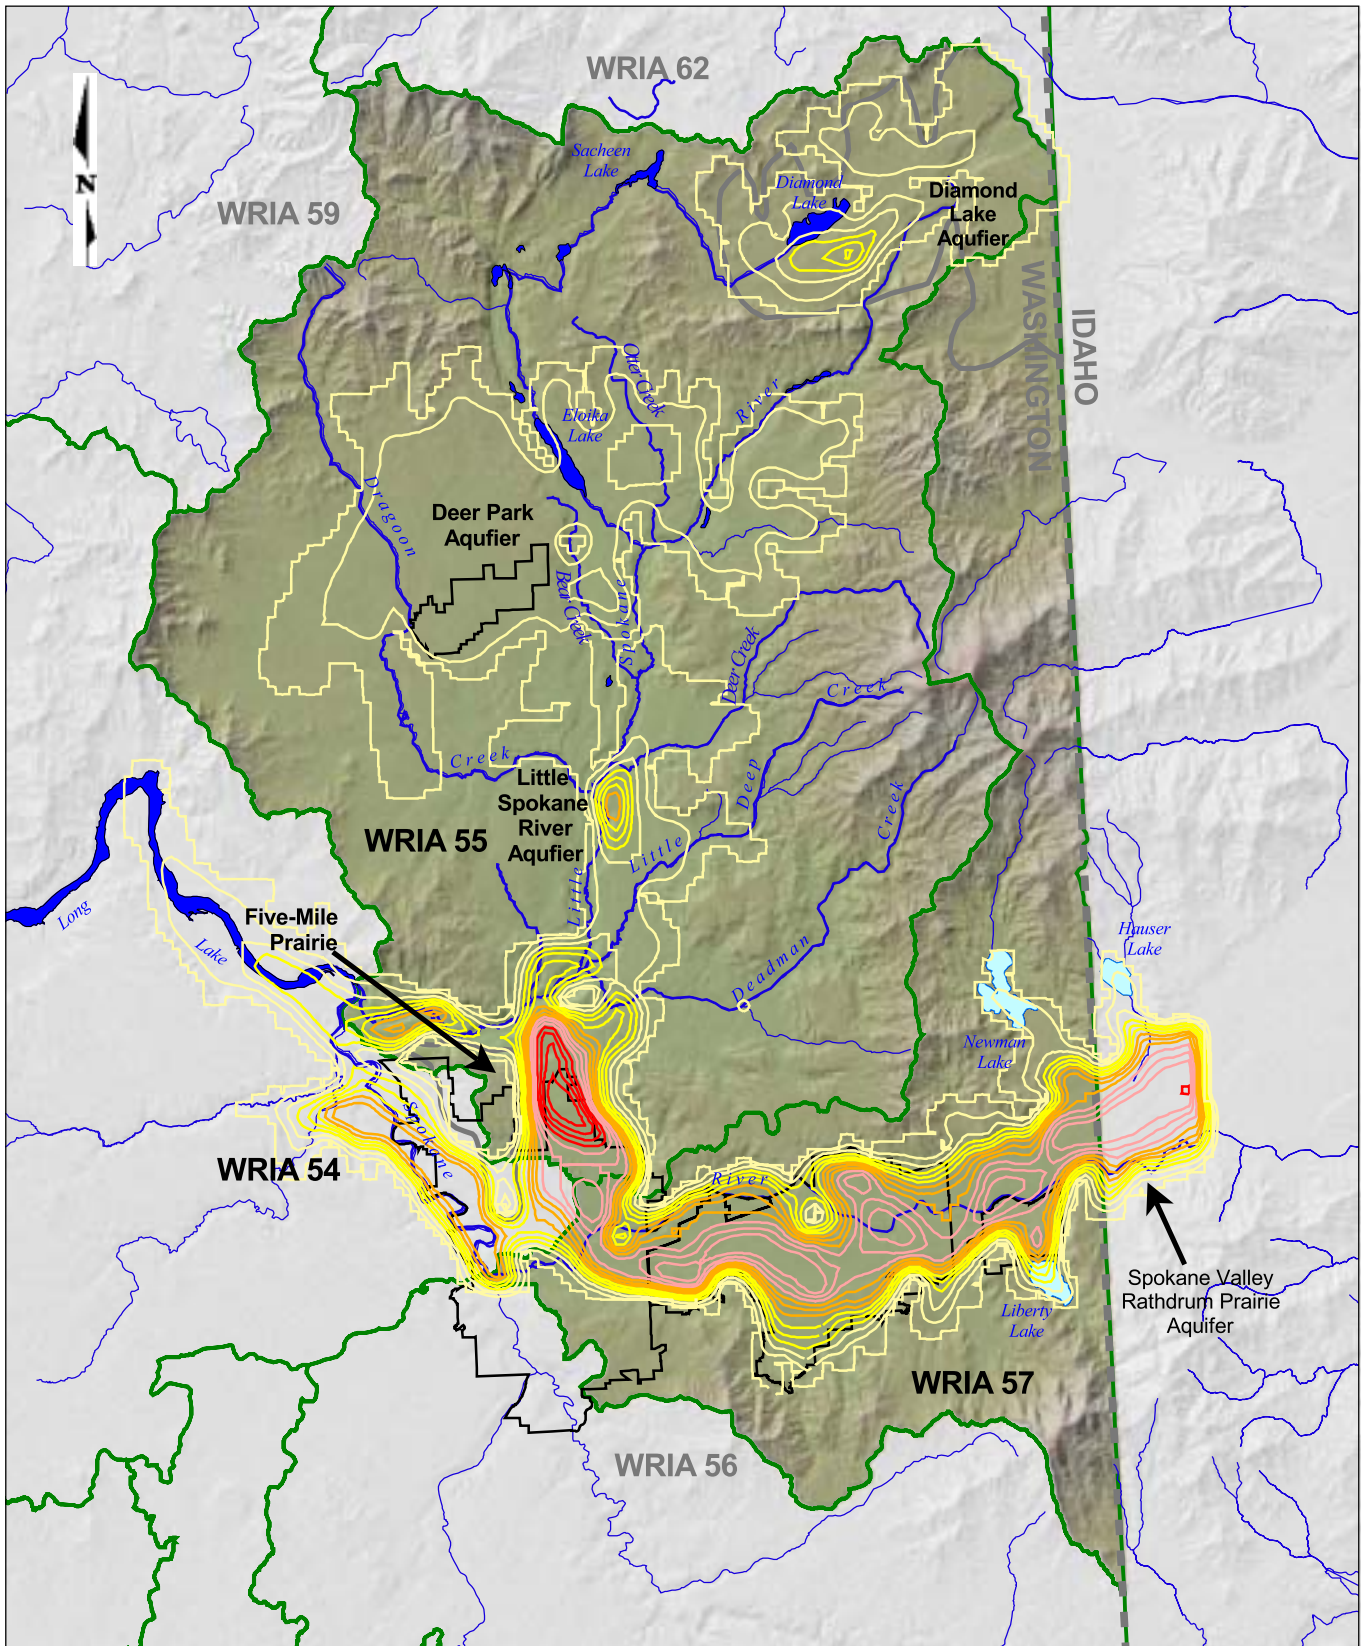 WRIA 62
Sacheen
Lake
Diamond
Lake
Diamond
Lake
Aqufier
N
WRIA 59
WASHINGTON
IDAHO
Otter Creek
River
Eloika
Lake
Dragoon
Deer Park
Aqufier
Bear Creek
Spokane
Deer Creek
Creek
Creek
Little
Spokane
River
Aqufier
Deep
Creek
WRIA 55
Little
Little
Long
Lake
Five-Mile
Prairie
Deadman
Hauser
Lake
Newman
Lake
Spokane
WRIA 54
River
Spokane Valley
Rathdrum Prairie
Aquifer
Liberty
Lake
WRIA 57
WRIA 56